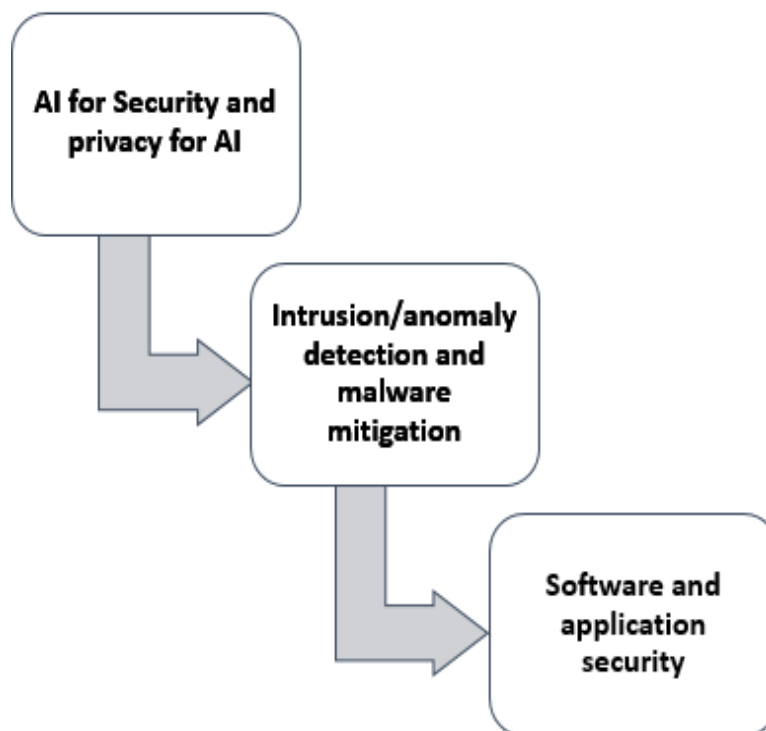 AI for Security and
privacy for AI
Intrusion/anomaly
detection and
malware
mitigation
Software and
application
security